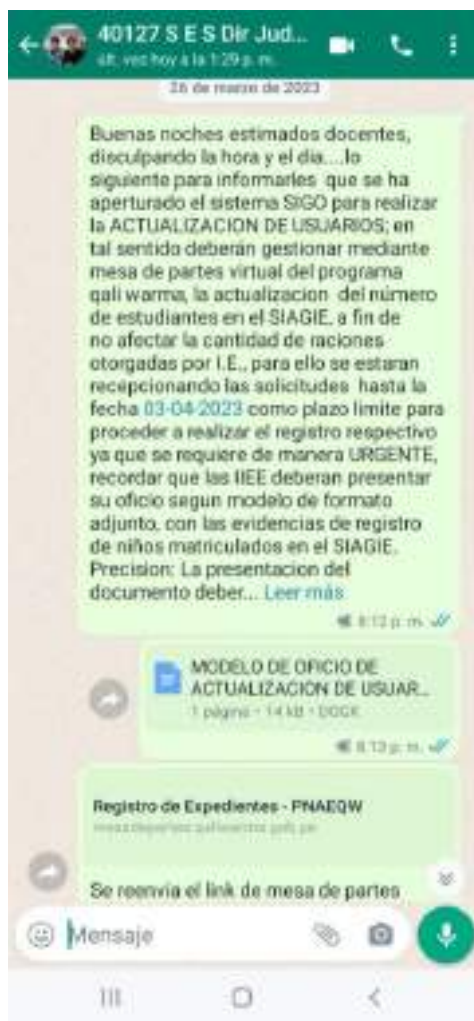 40127 S E S Dir Jud...
últ. vez hoy a la 1:29 p. m.
26 de marzo de 2023
Buenas noches estimados docentes,
disculpando la hora y el dia....lo
siguiente para informarles que se ha
aperturado el sistema SIGO para realizar
la ACTUALIZACION DE USUARIOS; en
tal sentido deberán gestionar mediante
mesa de partes virtual del programa
qali warma, la actualizacion del número
de estudiantes en el SIAGIE, a fin de
no afectar la cantidad de raciones
otorgadas por I.E., para ello se estaran
recepcionando las solicitudes hasta la
fecha 03-04-2023 como plazo limite para
proceder a realizar el registro respectivo
ya que se requiere de manera URGENTE,
recordar que las IIEE deberan presentar
su oficio segun modelo de formato
adjunto, con las evidencias de registro
de niños matriculados en el SIAGIE.
Precision: La presentacion del
documento deber... Leer más
8:12 p. m.
MODELO DE OFICIO DE
ACTUALIZACION DE USUAR...
1 página • 14 kB • DOCX
8:13 p. m.
Registro de Expedientes - PNAEQW
mesadepartes.qaliwarma.gob.pe
Se reenvia el link de mesa de partes
Mensaje